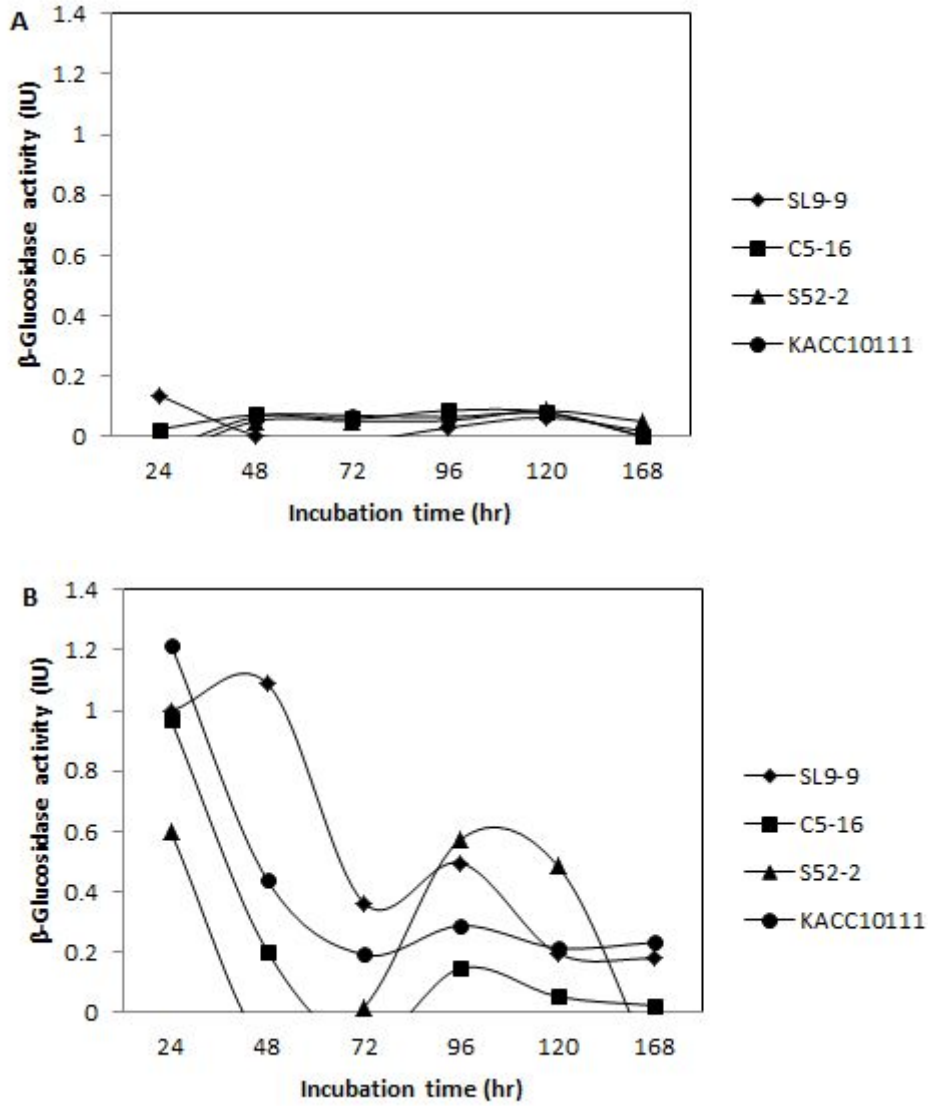 A
1.4
1.2
1
0.8
0.6
0.4
0.2
0
β-Glucosidase activity (IU)
24 48 72 96 120 168
Incubation time (hr)
SL9-9
C5-16
S52-2
KACC10111
B
1.4
1.2
1
0.8
0.6
0.4
0.2
0
β-Glucosidase activity (IU)
24 48 72 96 120 168
Incubation time (hr)
SL9-9
C5-16
S52-2
KACC10111